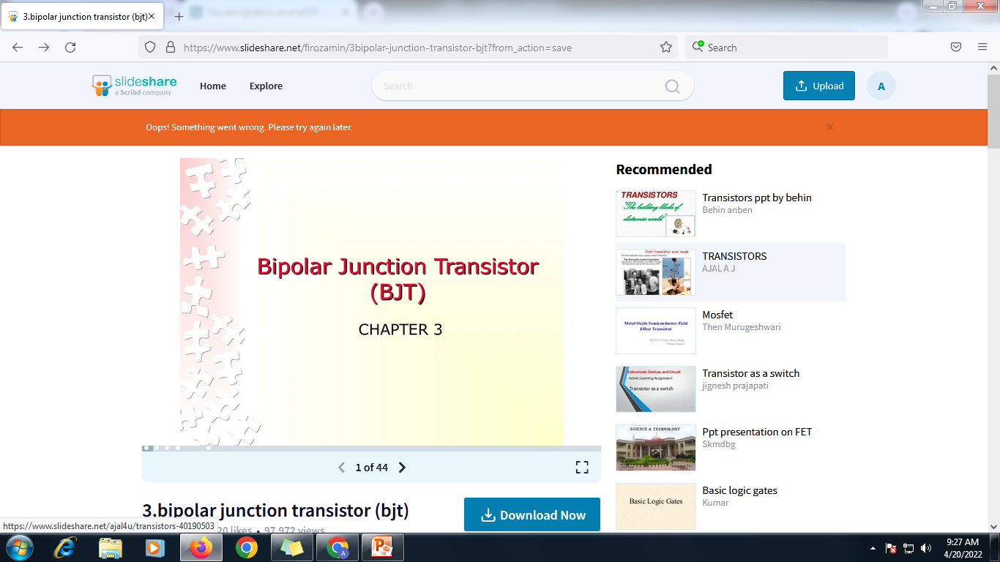 3.bipolar junction transistor (bjt)
https://www.slideshare.net/firozamin/3bipolar-junction-transistor-bjt?from_action=save
Search
slideshare
a Scribd company
Home
Explore
Search
Upload
A
Oops! Something went wrong. Please try again later.
Bipolar Junction Transistor
(BJT)
CHAPTER 3
1 of 44
3.bipolar junction transistor (bjt)
Download Now
20 likes • 97,972 views
https://www.slideshare.net/ajal4u/transistors-40190503
Recommended
TRANSISTORS
"The building blocks of
electronics world"
Transistors ppt by behin
Behin anben
First transistor ever made
TRANSISTORS
AJAL A J
Metal Oxide Semiconductor Field
Effect Transistor
Mosfet
Then Murugeshwari
Electronic Devices and Circuit
Active Learning Assignment
Transistor as a switch
Transistor as a switch
jignesh prajapati
SCIENCE & TECHNOLOGY
Ppt presentation on FET
Skmdbg
Basic Logic Gates
Basic logic gates
Kumar
A
9:27 AM
4/20/2022